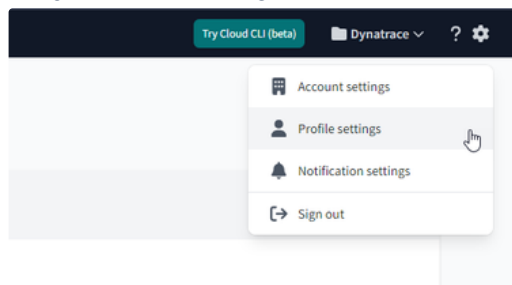 Try Cloud CLI (beta)
Dynatrace
?
Account settings
Profile settings
Notification settings
Sign out